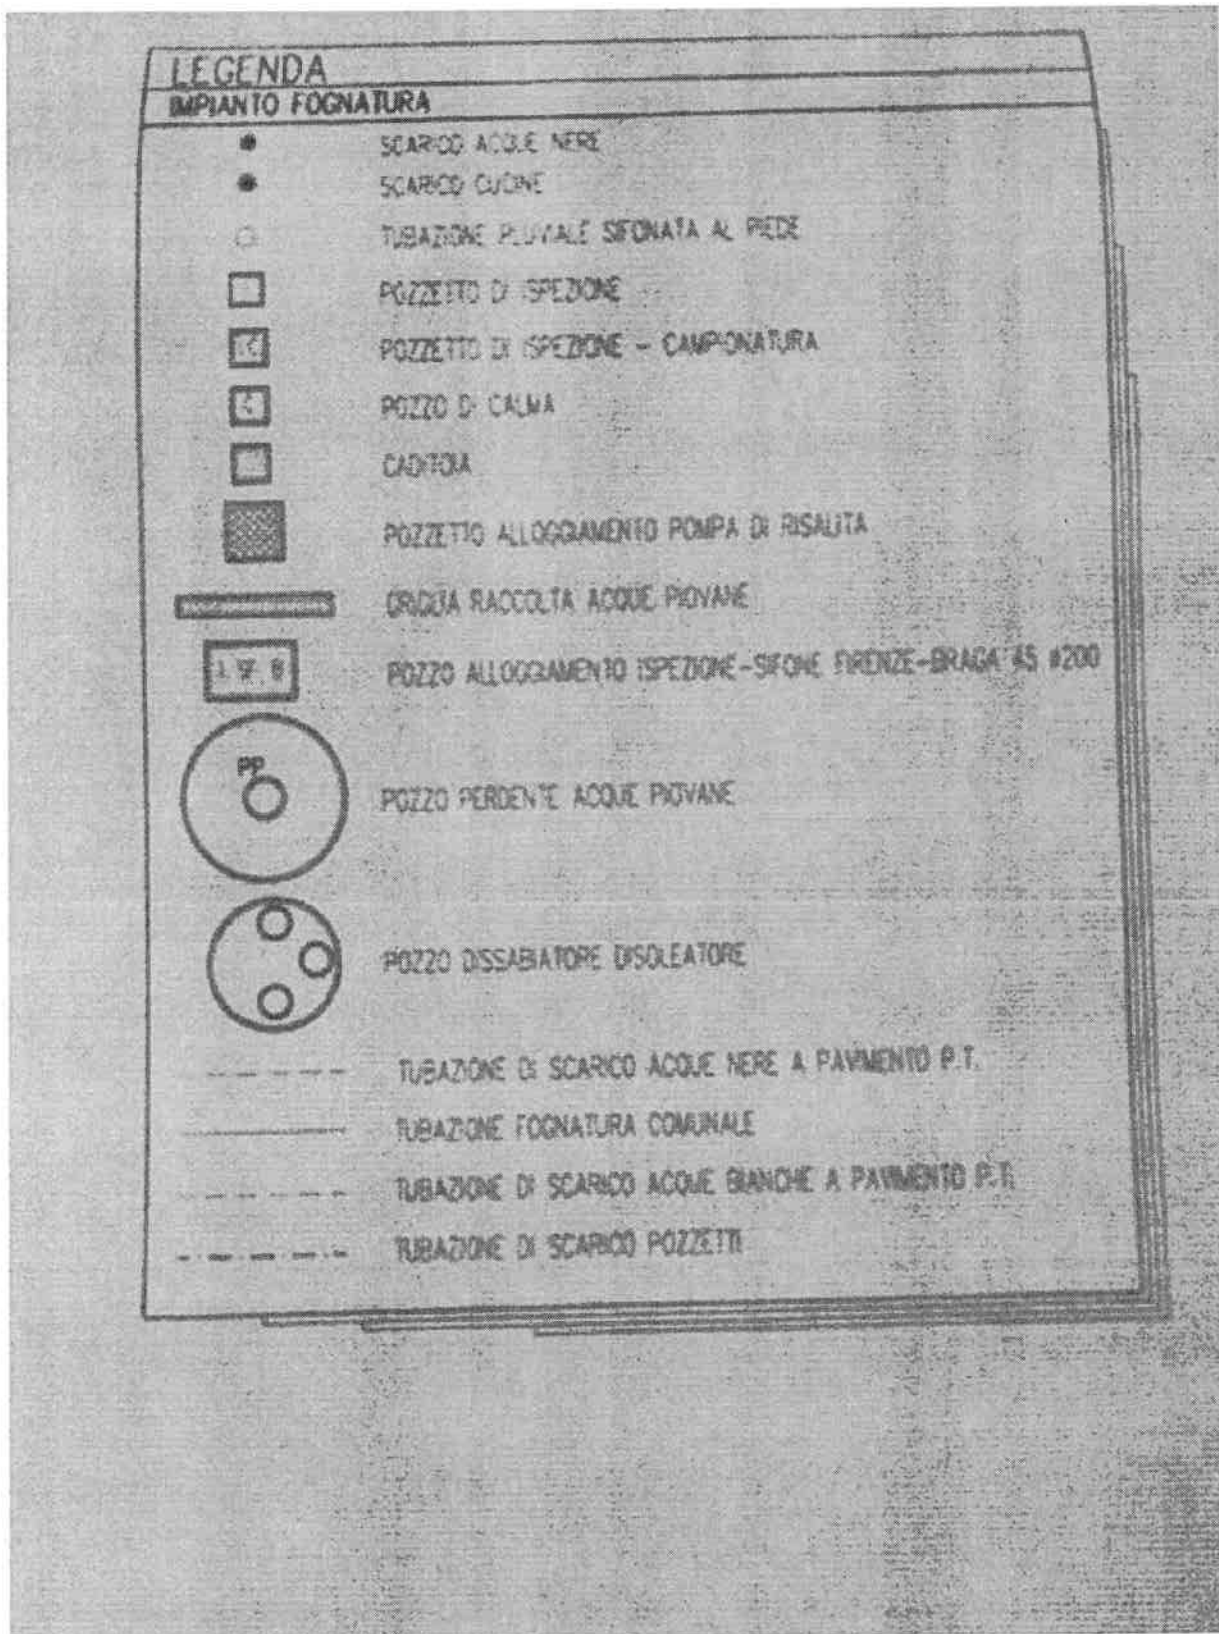 LEGENDA
IMPIANTO FOGNATURA
SCARICO ACQUE NERE
SCARICO CUCINE
TUBAZIONE PLUVIALE SIFONATA AL PIEDE
POZZETTO DI ISPEZIONE
POZZETTO DI ISPEZIONE - CAMPIONATURA
POZZO DI CALMA
CADITOIA
POZZETTO ALLOGGIAMENTO POMPA DI RISALITA
GRIGLIA RACCOLTA ACQUE PIOVANE
POZZO ALLOGGIAMENTO ISPEZIONE-SIFONE FIRENZE-BRAGA 45 ø200
PP
POZZO PERDENTE ACQUE PIOVANE
POZZO DISSABIATORE DISOLEATORE
TUBAZIONE DI SCARICO ACQUE NERE A PAVIMENTO P.T.
TUBAZIONE FOGNATURA COMUNALE
TUBAZIONE DI SCARICO ACQUE BIANCHE A PAVIMENTO P.T.
TUBAZIONE DI SCARICO POZZETTI